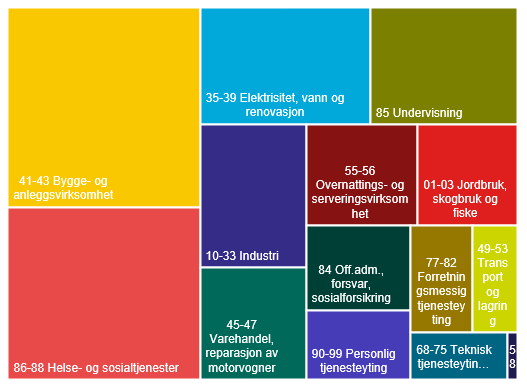 41-43 Bygge- og
anleggsvirksomhet
86-88 Helse- og sosialtjenester
35-39 Elektrisitet, vann og
renovasjon
85 Undervisning
10-33 Industri
45-47
Varehandel,
reparasjon av
motorvogner
55-56
Overnattings- og
serveringsvirksom
het
01-03 Jordbruk,
skogbruk og
fiske
84 Off.adm.,
forsvar,
sosialforsikring
90-99 Personlig
tjenesteyting
77-82
Forretnin
gsmessig
tjenestey
ting
49-53
Trans
port
og
lagrin
g
68-75 Teknisk
tjenesteytin...
5
8